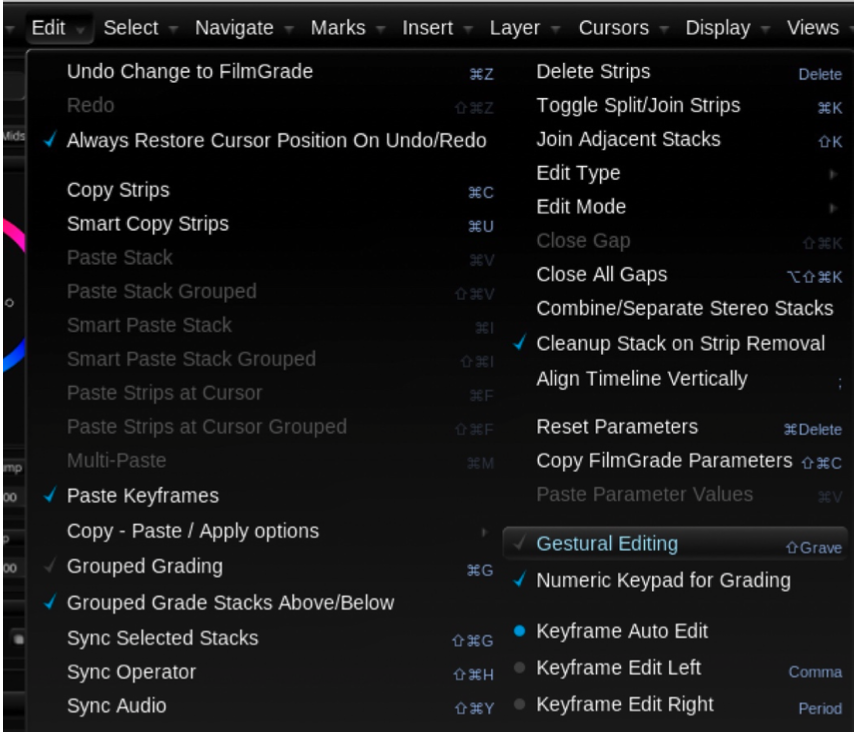 Edit Select Navigate Marks Insert Layer Cursors Display Views
Undo Change to FilmGrade ⌘Z
Redo ⇧⌘Z
Always Restore Cursor Position On Undo/Redo
Copy Strips ⌘C
Smart Copy Strips ⌘U
Paste Stack ⌘V
Paste Stack Grouped ⇧⌘V
Smart Paste Stack ⌘I
Smart Paste Stack Grouped ⇧⌘I
Paste Strips at Cursor ⌘F
Paste Strips at Cursor Grouped ⇧⌘F
Multi-Paste ⌘M
Paste Keyframes
Copy - Paste / Apply options
Grouped Grading ⌘G
Grouped Grade Stacks Above/Below
Sync Selected Stacks ⇧⌘G
Sync Operator ⇧⌘H
Sync Audio ⇧⌘Y
Delete Strips Delete
Toggle Split/Join Strips ⌘K
Join Adjacent Stacks ⇧K
Edit Type
Edit Mode
Close Gap ⇧⌘K
Close All Gaps ⌥⇧⌘K
Combine/Separate Stereo Stacks
Cleanup Stack on Strip Removal
Align Timeline Vertically ;
Reset Parameters ⌘Delete
Copy FilmGrade Parameters ⇧⌘C
Paste Parameter Values ⌘V
Gestural Editing ⇧Grave
Numeric Keypad for Grading
Keyframe Auto Edit
Keyframe Edit Left Comma
Keyframe Edit Right Period
Mids